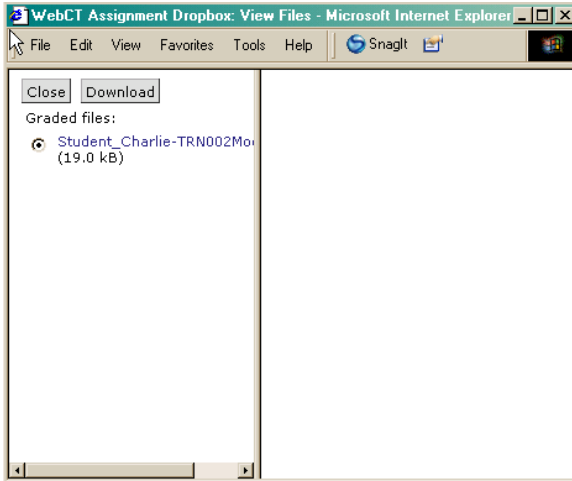 WebCT Assignment Dropbox: View Files - Microsoft Internet Explorer
File Edit View Favorites Tools Help SnagIt
Close Download
Graded files:
Student_Charlie-TRN002Mo
(19.0 kB)